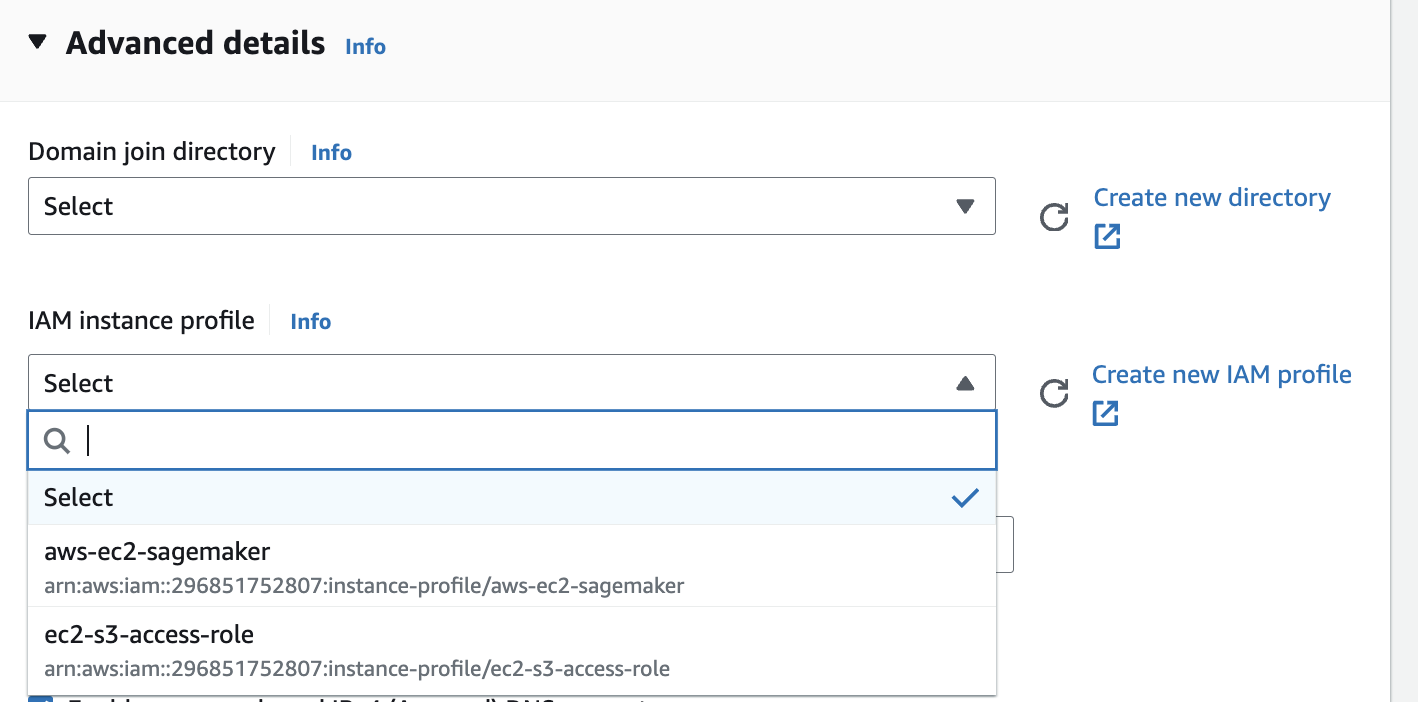 Advanced details Info
Domain join directory Info
Select
Create new directory
IAM instance profile Info
Select
Create new IAM profile
Select
aws-ec2-sagemaker
arn:aws:iam::296851752807:instance-profile/aws-ec2-sagemaker
ec2-s3-access-role
arn:aws:iam::296851752807:instance-profile/ec2-s3-access-role